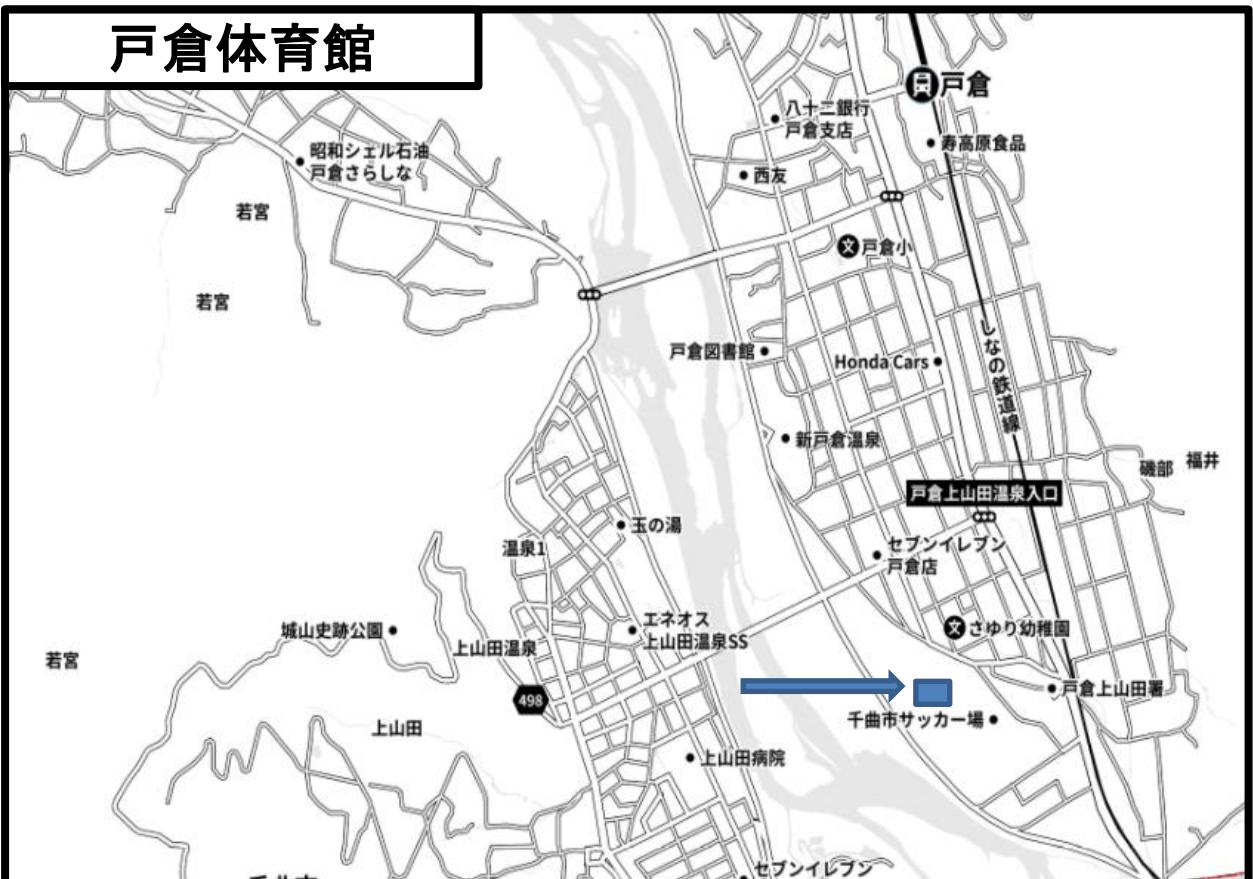 戸倉体育館
戸倉
八十二銀行
戸倉支店
寿高原食品
昭和シェル石油
戸倉さらしな
西友
若宮
文 戸倉小
若宮
しなの鉄道線
戸倉図書館
Honda Cars
新戸倉温泉
磯部
福井
戸倉上山田温泉入口
玉の湯
温泉1
セブンイレブン
戸倉店
エネオス
上山田温泉SS
城山史跡公園
文 さゆり幼稚園
上山田温泉
若宮
戸倉上山田署
498
千曲市サッカー場
上山田
上山田病院
セブンイレブン